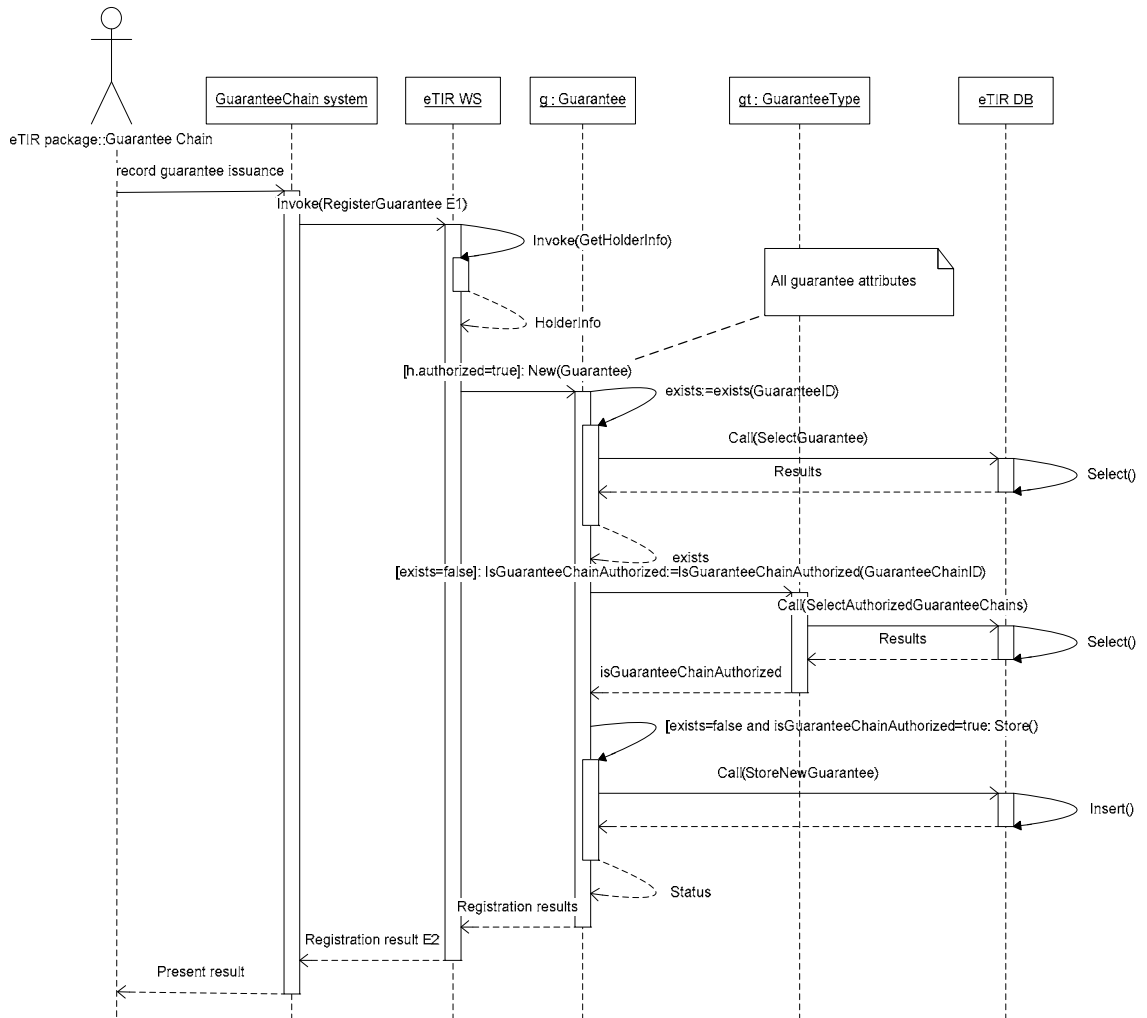 GuaranteeChain system
eTIR WS
g : Guarantee
gt : GuaranteeType
eTIR DB
eTIR package::Guarantee Chain
record guarantee issuance
Invoke(RegisterGuarantee E1)
Invoke(GetHolderInfo)
All guarantee attributes
HolderInfo
[h.authorized=true]: New(Guarantee)
exists:=exists(GuaranteeID)
Call(SelectGuarantee)
Results
Select()
exists
[exists=false]: IsGuaranteeChainAuthorized:=IsGuaranteeChainAuthorized(GuaranteeChainID)
Call(SelectAuthorizedGuaranteeChains)
Results
Select()
isGuaranteeChainAuthorized
[exists=false and isGuaranteeChainAuthorized=true: Store()
Call(StoreNewGuarantee)
Insert()
Status
Registration results
Registration result E2
Present result